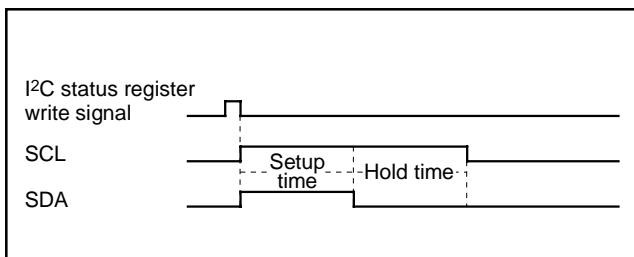 I²C status register
write signal
SCL
Setup
time
Hold time
SDA